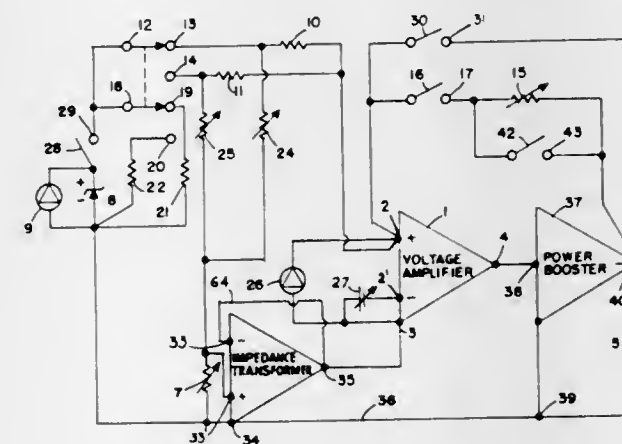 12 13 10 30 31
14
16 17 15
18 19 11
29
28 25 24 42 43
20
22
8 21
9
+
-
37
2 1
+
4
VOLTAGE
AMPLIFIER
POWER
BOOSTER
26 27
64
2'
-
38
3
40
-
33
IMPEDANCE
TRANSFORMER
35
5
7
33
+
34
36
39